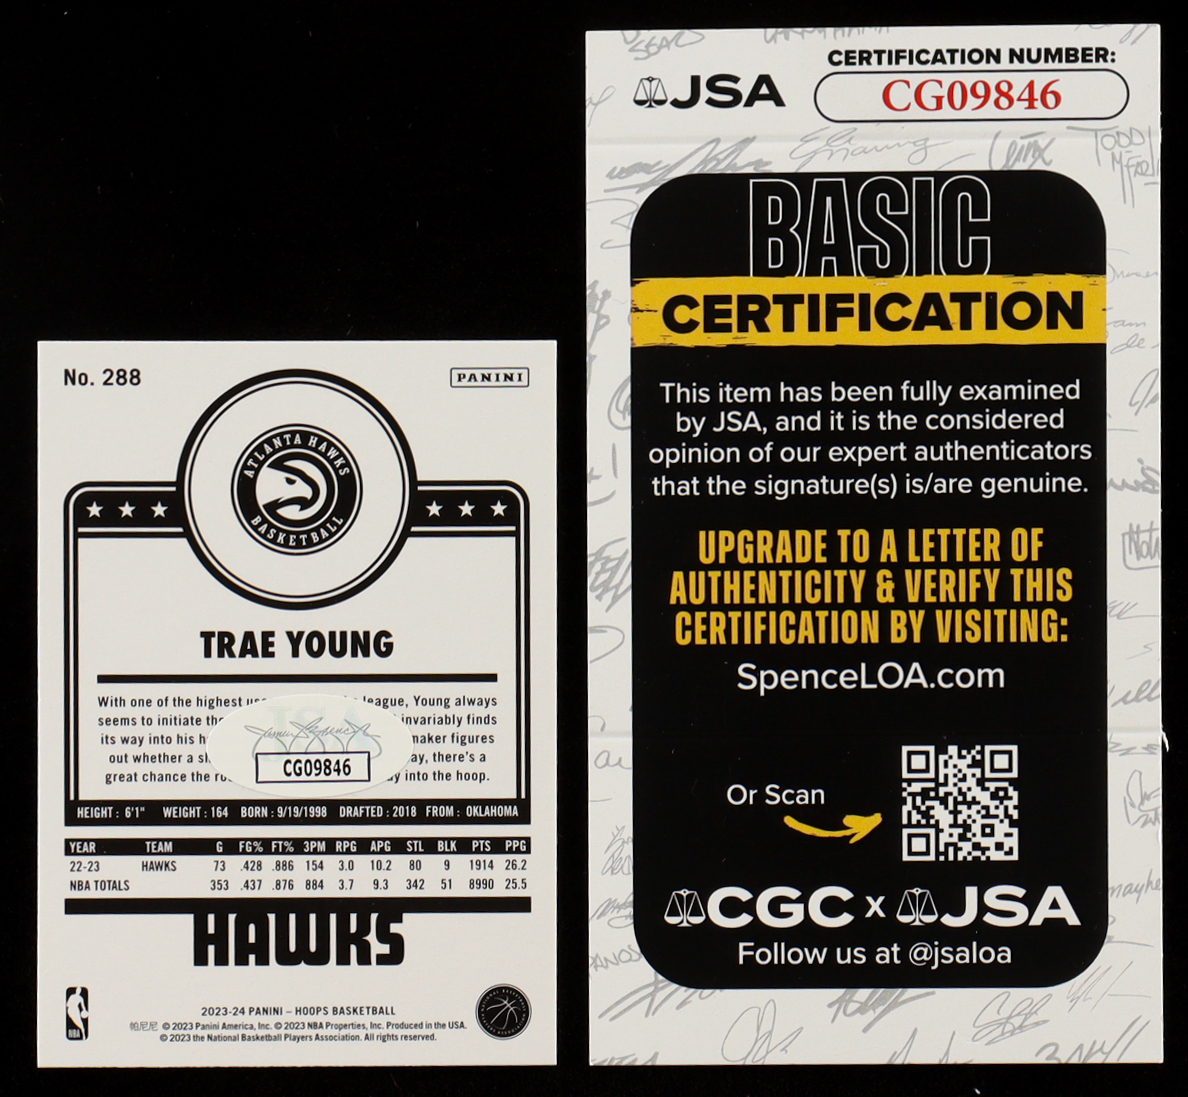 No. 288
PANINI
ATLANTA HAWKS
BASKETBALL
TRAE YOUNG
With one of the highest league, Young always
seems to initiate the invariably finds
its way into his maker figures
out whether a there's a
great chance the into the hoop.
CG09846
HEIGHT : 6'1" WEIGHT : 164 BORN : 9/19/1998 DRAFTED : 2018 FROM : OKLAHOMA
YEAR TEAM G FG% FT% 3PM RPG APG STL BLK PTS PPG
22-23 HAWKS 73 .428 .886 154 3.0 10.2 80 9 1914 26.2
NBA TOTALS 353 .437 .876 884 3.7 9.3 342 51 8990 25.5
HAWKS
2023-24 PANINI – HOOPS BASKETBALL
帕尼尼 © 2023 Panini America, Inc. © 2023 NBA Properties, Inc. Produced in the USA.
© 2023 the National Basketball Players Association. All rights reserved.
NBA
JSA
CERTIFICATION NUMBER:
CG09846
BASIC
CERTIFICATION
This item has been fully examined
by JSA, and it is the considered
opinion of our expert authenticators
that the signature(s) is/are genuine.
UPGRADE TO A LETTER OF
AUTHENTICITY & VERIFY THIS
CERTIFICATION BY VISITING:
SpenceLOA.com
Or Scan
CGC x JSA
Follow us at @jsaloa